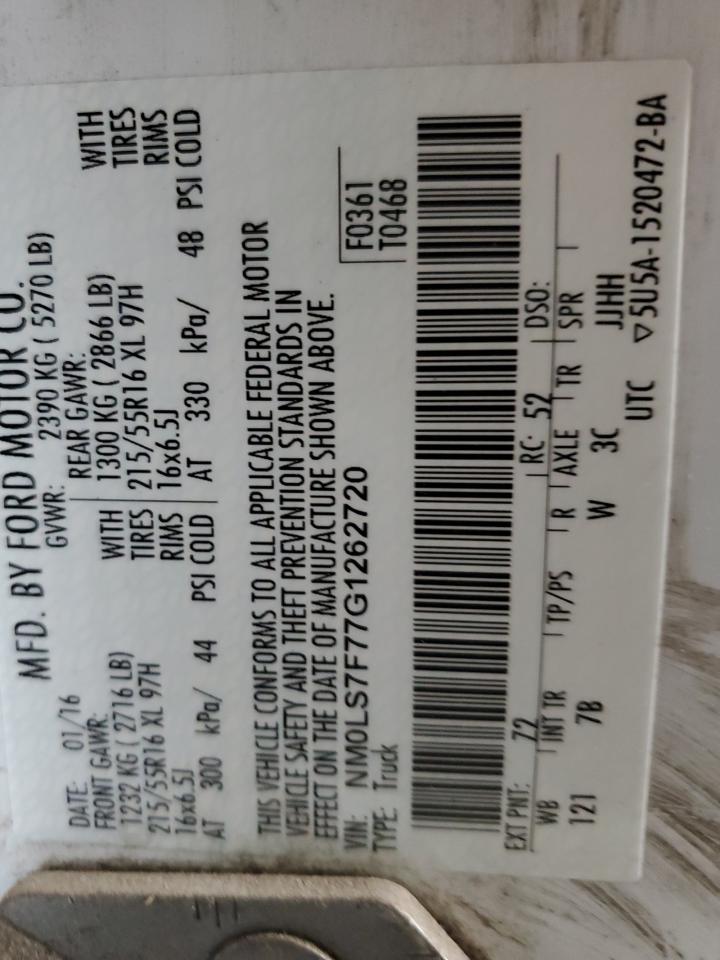 MFD. BY FORD MOTOR CO.
DATE: 01/16 GVWR: 2390 KG ( 5270 LB)
FRONT GAWR: REAR GAWR:
1232 KG ( 2716 LB) WITH 1300 KG ( 2866 LB) WITH
215/55R16 XL 97H TIRES 215/55R16 XL 97H TIRES
16x6.5J RIMS 16x6.5J RIMS
AT 300 kPa/ 44 PSI COLD AT 330 kPa/ 48 PSI COLD
THIS VEHICLE CONFORMS TO ALL APPLICABLE FEDERAL MOTOR
VEHICLE SAFETY AND THEFT PREVENTION STANDARDS IN
EFFECT ON THE DATE OF MANUFACTURE SHOWN ABOVE.
VIN: NM0LS7F77G1262720 F0361
TYPE: Truck T0468
EXT PNT: 7Z RC: 52 DSO:
WB INT TR TP/PS R AXLE TR SPR
121 7B W 3C JJHH
UTC ▽5U5A-1520472-BA